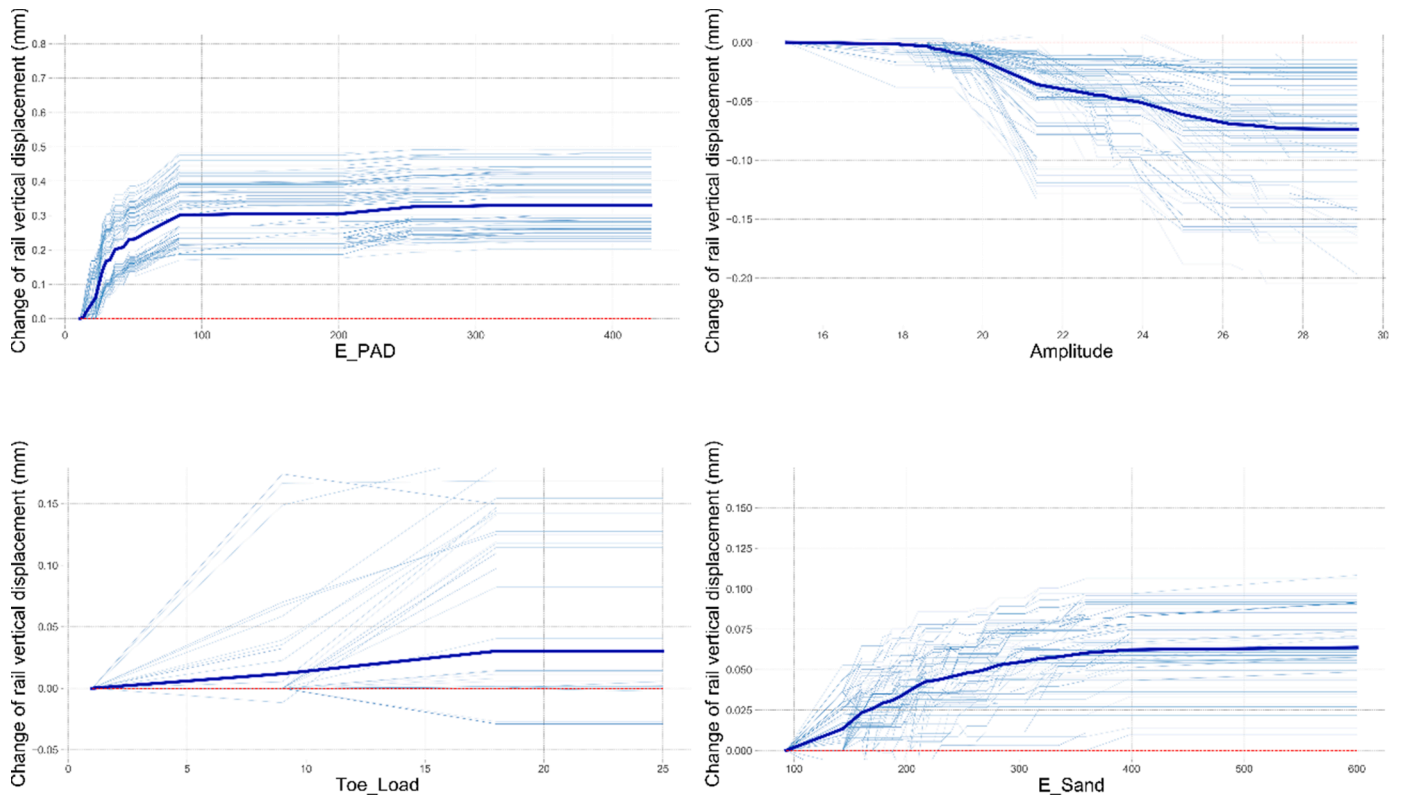 Change of rail vertical displacement (mm)
0.8
0.7
0.6
0.5
0.4
0.3
0.2
0.1
0.0
0 100 200 300 400
E_PAD
Change of rail vertical displacement (mm)
0.00
−0.05
−0.10
−0.15
−0.20
16 18 20 22 24 26 28 30
Amplitude
Change of rail vertical displacement (mm)
0.15
0.10
0.05
0.00
−0.05
0 5 10 15 20 25
Toe_Load
Change of rail vertical displacement (mm)
0.150
0.125
0.100
0.075
0.050
0.025
0.000
100 200 300 400 500 600
E_Sand